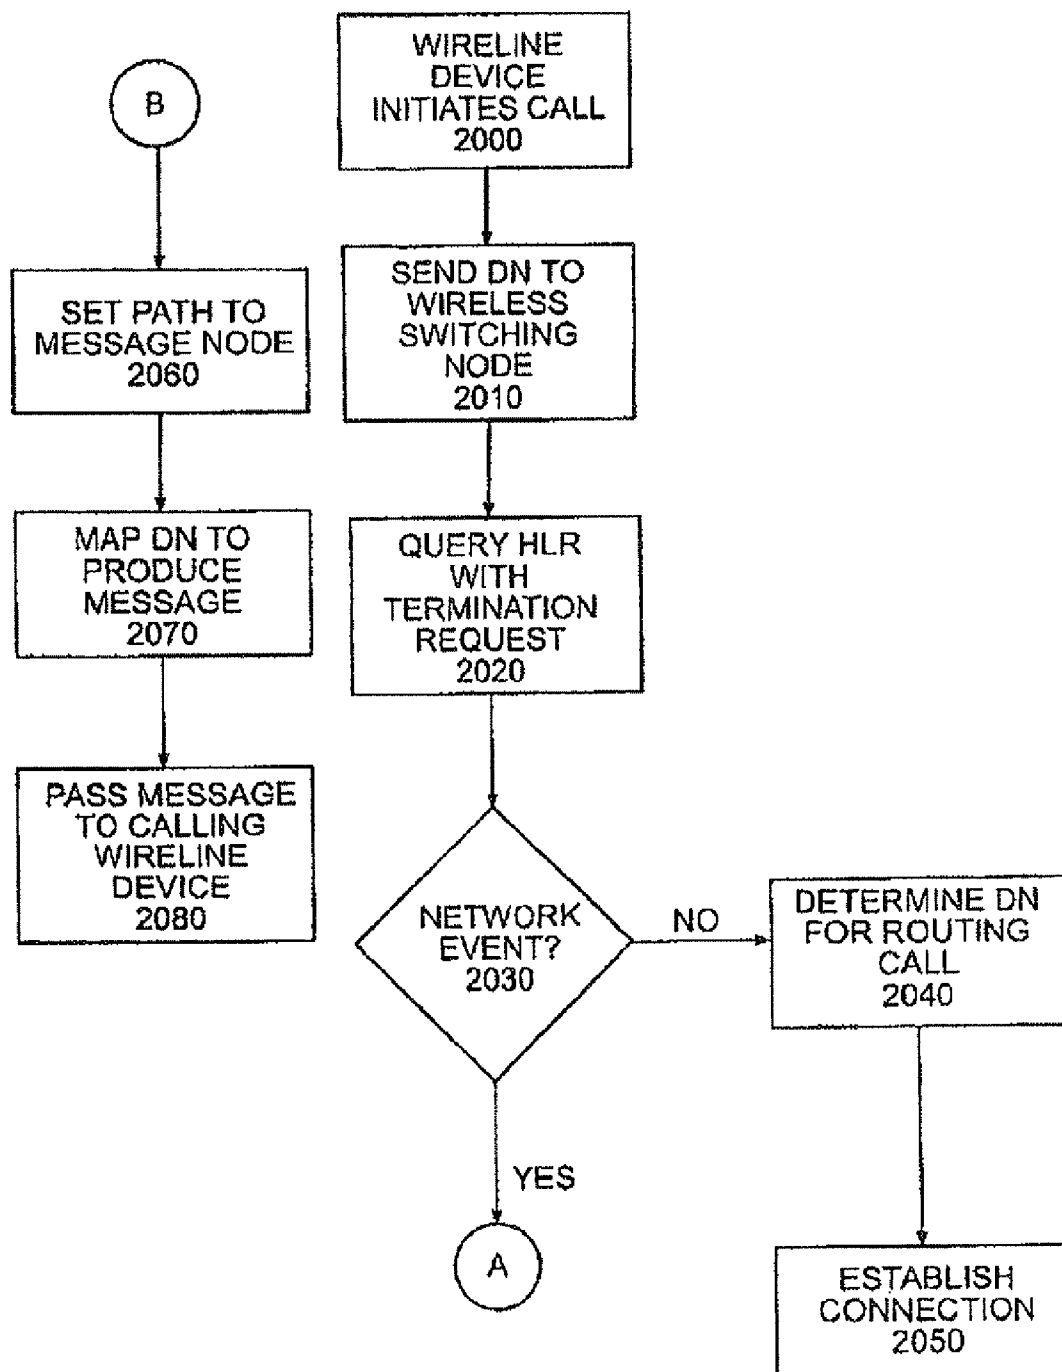 B
SET PATH TO
MESSAGE NODE
2060
MAP DN TO
PRODUCE
MESSAGE
2070
PASS MESSAGE
TO CALLING
WIRELINE
DEVICE
2080
WIRELINE
DEVICE
INITIATES CALL
2000
SEND DN TO
WIRELESS
SWITCHING
NODE
2010
QUERY HLR
WITH
TERMINATION
REQUEST
2020
NETWORK
EVENT?
2030
NO
DETERMINE DN
FOR ROUTING
CALL
2040
YES
A
ESTABLISH
CONNECTION
2050